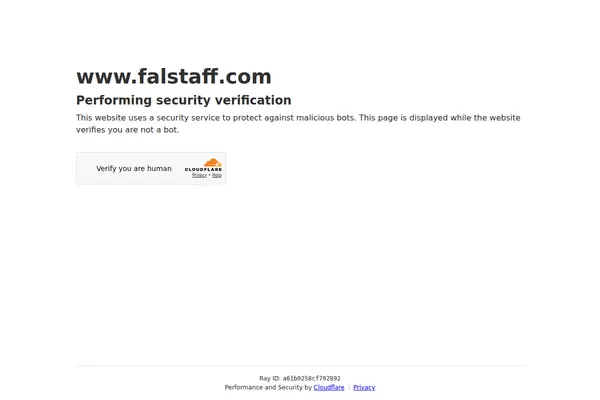 www.falstaff.com
Performing security verification
This website uses a security service to protect against malicious bots. This page is displayed while the website
verifies you are not a bot.
Verify you are human
CLOUDFLARE
Privacy • Help
Ray ID: a61b0258cf702892
Performance and Security by Cloudflare | Privacy